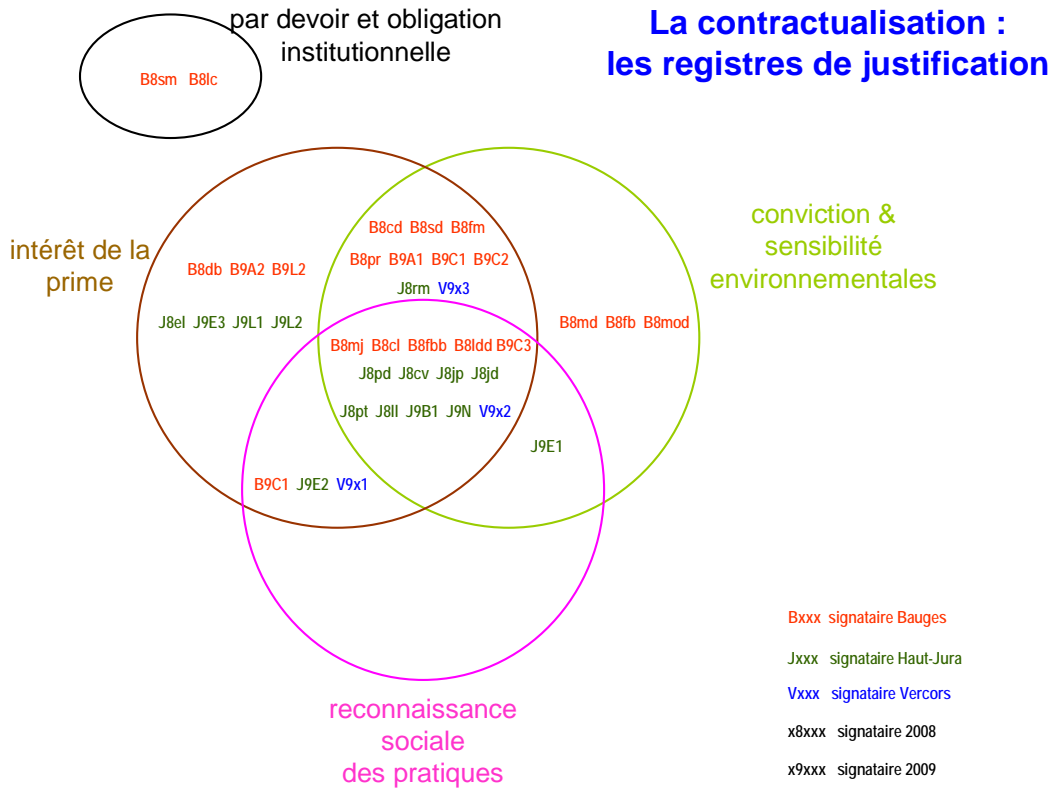 par devoir et obligation
institutionnelle
La contractualisation :
les registres de justification
B8sm B8lc
intérêt de la
prime
conviction &
sensibilité
environnementales
B8cd B8sd B8fm
B8pr B9A1 B9C1 B9C2
J8rm V9x3
B8db B9A2 B9L2
J8el J9E3 J9L1 J9L2
B8md B8fb B8mod
B8mj B8cl B8fbb B8ldd B9C3
J8pd J8cv J8jp J8jd
J8pt J8ll J9B1 J9N V9x2
J9E1
B9C1 J9E2 V9x1
reconnaissance
sociale
des pratiques
Bxxx signataire Bauges
Jxxx signataire Haut-Jura
Vxxx signataire Vercors
x8xxx signataire 2008
x9xxx signataire 2009